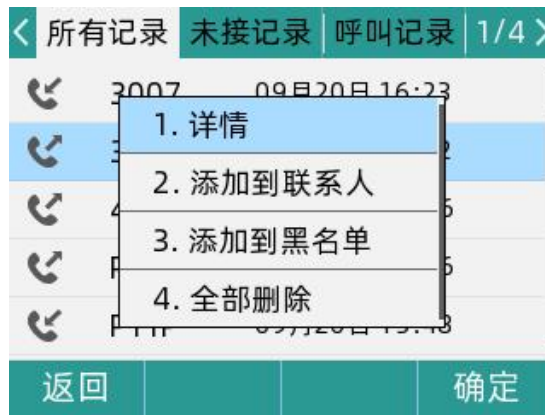 所有记录 未接记录 呼叫记录 1/4
3007 09月20日 16:23
1. 详情
2. 添加到联系人
3. 添加到黑名单
4. 全部删除
返回 确定